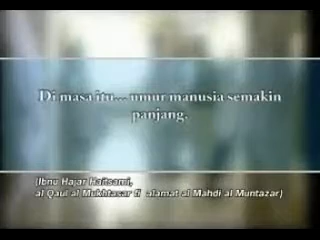 Di masa itu... umur manusia semakin
panjang.
(Ibnu Hajar Haitsami,
al Qaul al Mukhtasar fi alamat al Mahdi al Muntazar)